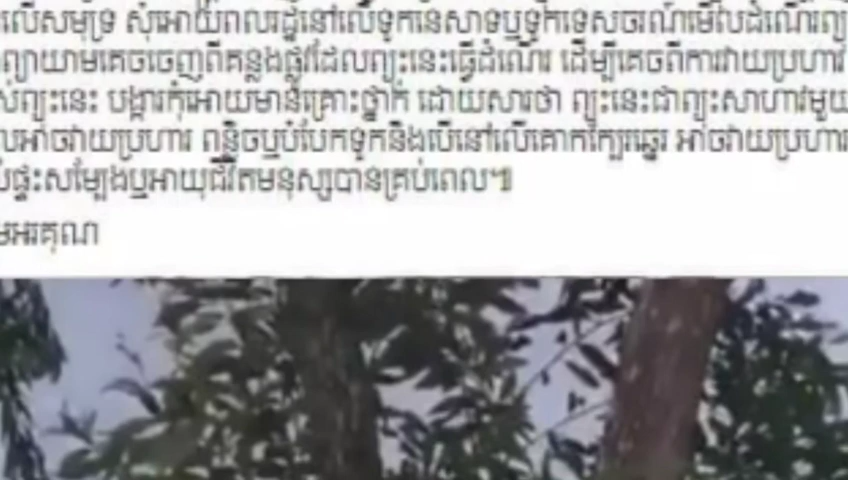 លើសមុទ្រ សុំអោយពលរដ្ឋនៅលើទូកនេសាទឬទូកទេសចរណ៍មើលដំណើរព្យុ
ព្យាយាមគេចចេញពីគន្លងផ្លូវដែលព្យុះនេះធ្វើដំណើរ ដើម្បីគេចពីការវាយប្រហារ
ព្យុះនេះ បង្ការកុំអោយមានគ្រោះថ្នាក់ ដោយសារថា ព្យុះនេះជាព្យុះសាហាវមួយ
អាចវាយប្រហារ ពន្លិចឬបំបែកទូកនិងបើនៅលើគោកក្បែរឆ្នេរ អាចវាយប្រហារ
ផ្ទះសម្បែងឬអាយុជីវិតមនុស្សបានគ្រប់ពេល៕
មអរគុណ